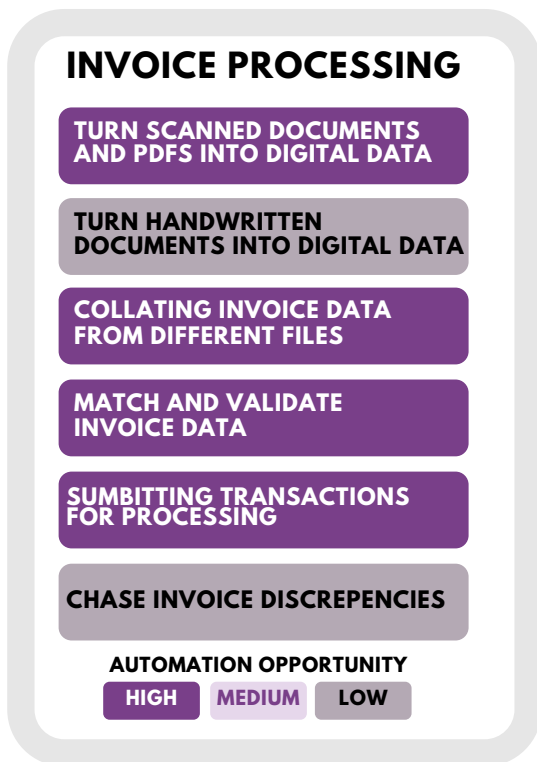 INVOICE PROCESSING
TURN SCANNED DOCUMENTS
AND PDFS INTO DIGITAL DATA
TURN HANDWRITTEN
DOCUMENTS INTO DIGITAL DATA
COLLATING INVOICE DATA
FROM DIFFERENT FILES
MATCH AND VALIDATE
INVOICE DATA
SUMBITTING TRANSACTIONS
FOR PROCESSING
CHASE INVOICE DISCREPENCIES
AUTOMATION OPPORTUNITY
HIGH MEDIUM LOW